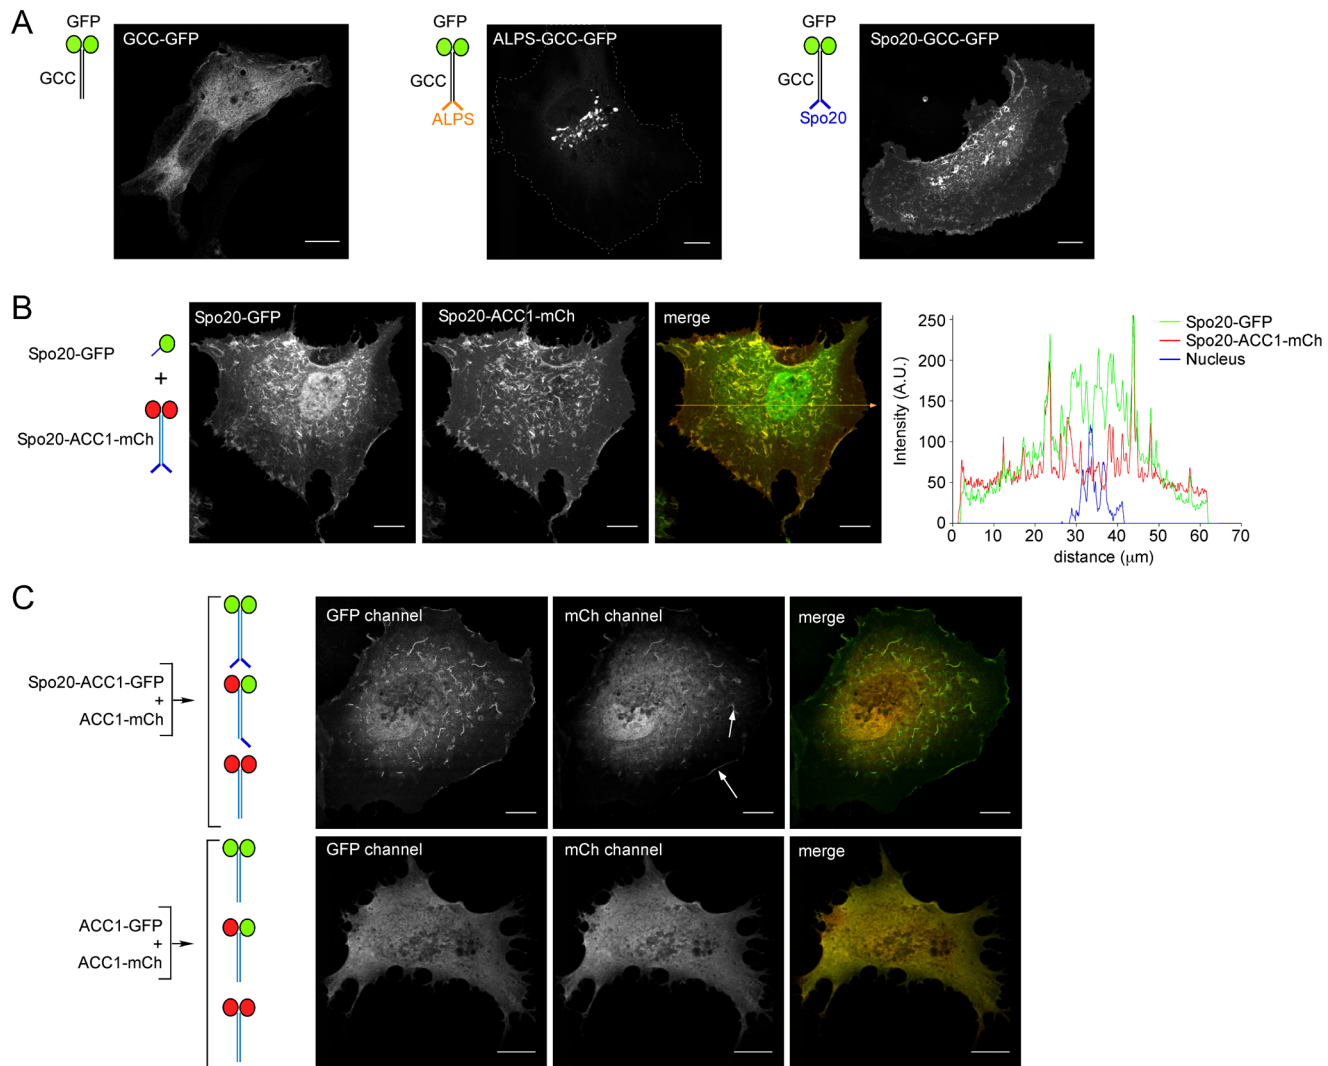 A
GFP
GCC
GCC-GFP
GFP
GCC
ALPS
ALPS-GCC-GFP
GFP
GCC
Spo20
Spo20-GCC-GFP
B
Spo20-GFP
+
Spo20-ACC1-mCh
Spo20-GFP
Spo20-ACC1-mCh
merge
Intensity (A.U.)
250
200
150
100
50
0
0 10 20 30 40 50 60 70
distance (μm)
Spo20-GFP
Spo20-ACC1-mCh
Nucleus
C
Spo20-ACC1-GFP
+
ACC1-mCh
GFP channel
mCh channel
merge
ACC1-GFP
+
ACC1-mCh
GFP channel
mCh channel
merge